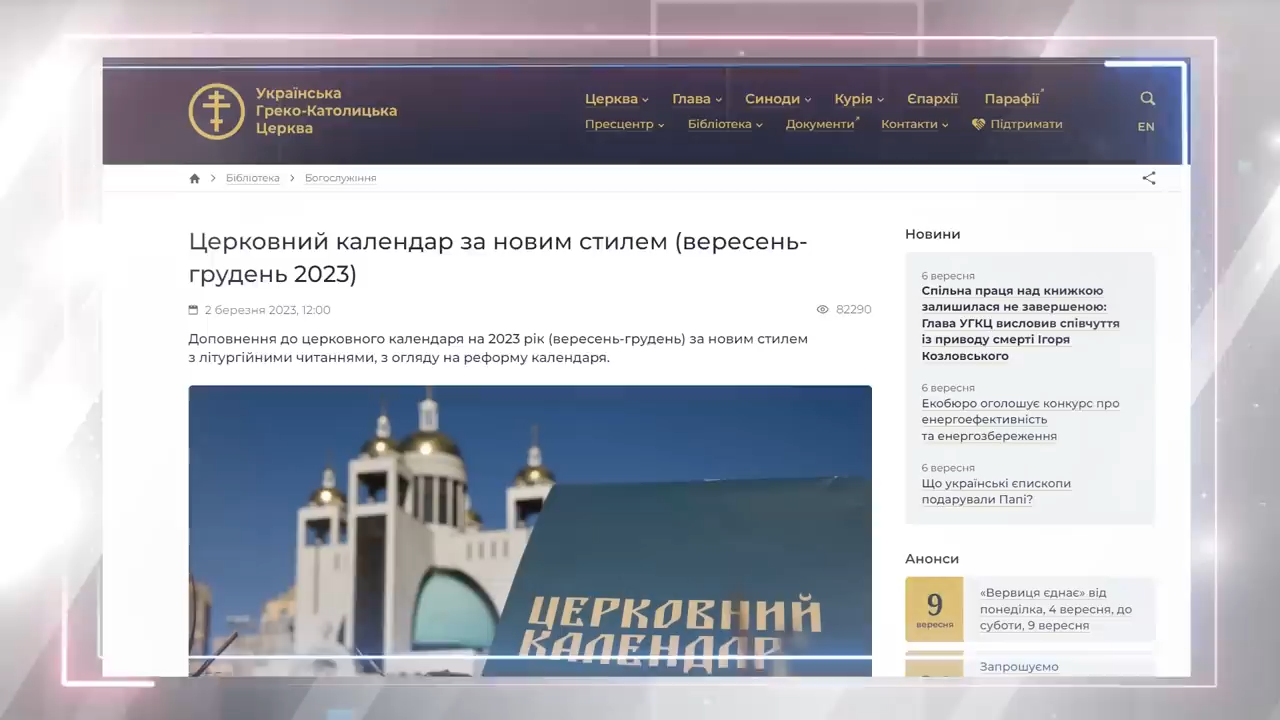 Українська
Греко-Католицька
Церква
Церква Глава Синоди Курія Єпархії Парафії
Пресцентр Бібліотека Документи Контакти Підтримати
EN
Бібліотека Богослужіння
Церковний календар за новим стилем (вересень-
грудень 2023)
2 березня 2023, 12:00
82290
Доповнення до церковного календаря на 2023 рік (вересень-грудень) за новим стилем
з літургійними читаннями, з огляду на реформу календаря.
ЦЕРКОВНИЙ
КАЛЕНДАР
Новини
6 вересня
Спільна праця над книжкою
залишилася не завершеною:
Глава УГКЦ висловив співчуття
із приводу смерті Ігоря
Козловського
6 вересня
Екобюро оголошує конкурс про
енергоефективність
та енергозбереження
6 вересня
Що українські єпископи
подарували Папі?
Анонси
9
вересня
«Вервиця єднає» від
понеділка, 4 вересня, до
суботи, 9 вересня
Запрошуємо